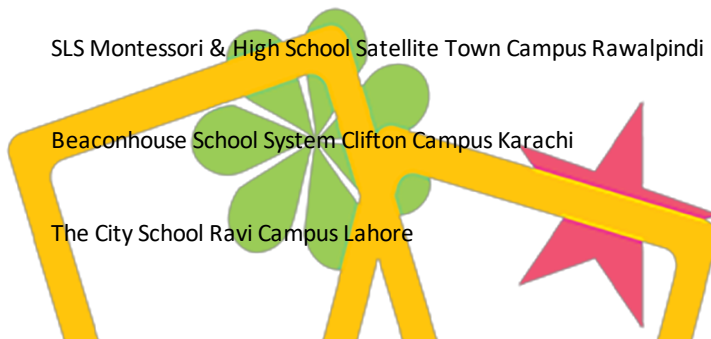 SLS Montessori & High School Satellite Town Campus Rawalpindi
Beaconhouse School System Clifton Campus Karachi
The City School Ravi Campus Lahore